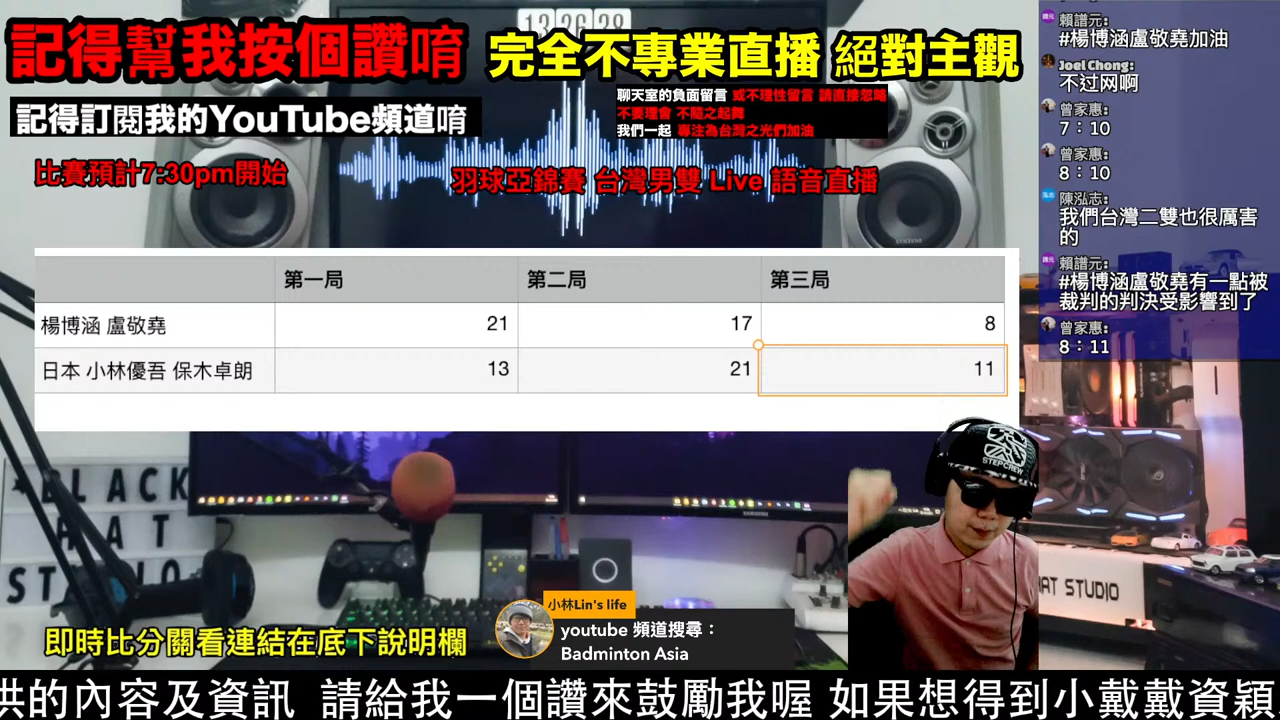 記得幫我按個讚唷
完全不專業直播 絕對主觀
記得訂閱我的YouTube頻道唷
聊天室的負面留言 或不理性留言 請直接忽略
不要理會 不隨之起舞
我們一起 專注為台灣之光們加油
比賽預計7:30pm開始
羽球亞錦賽 台灣男雙 Live 語音直播
第一局 第二局 第三局
楊博涵 盧敬堯 21 17 8
日本 小林優吾 保木卓朗 13 21 11
賴譜元:
#楊博涵盧敬堯加油
Joel Chong:
不过网啊
曾家惠:
7：10
曾家惠:
8：10
陳泓志:
我們台灣二雙也很厲害
的
賴譜元:
#楊博涵盧敬堯有一點被
裁判的判決受影響到了
曾家惠:
8：11
BLACK
HAT
STUDIO
STEPCREW
HAT STUDIO
小林Lin's life
youtube 頻道搜尋：
Badminton Asia
即時比分關看連結在底下說明欄
供的內容及資訊 請給我一個讚來鼓勵我喔 如果想得到小戴戴資穎